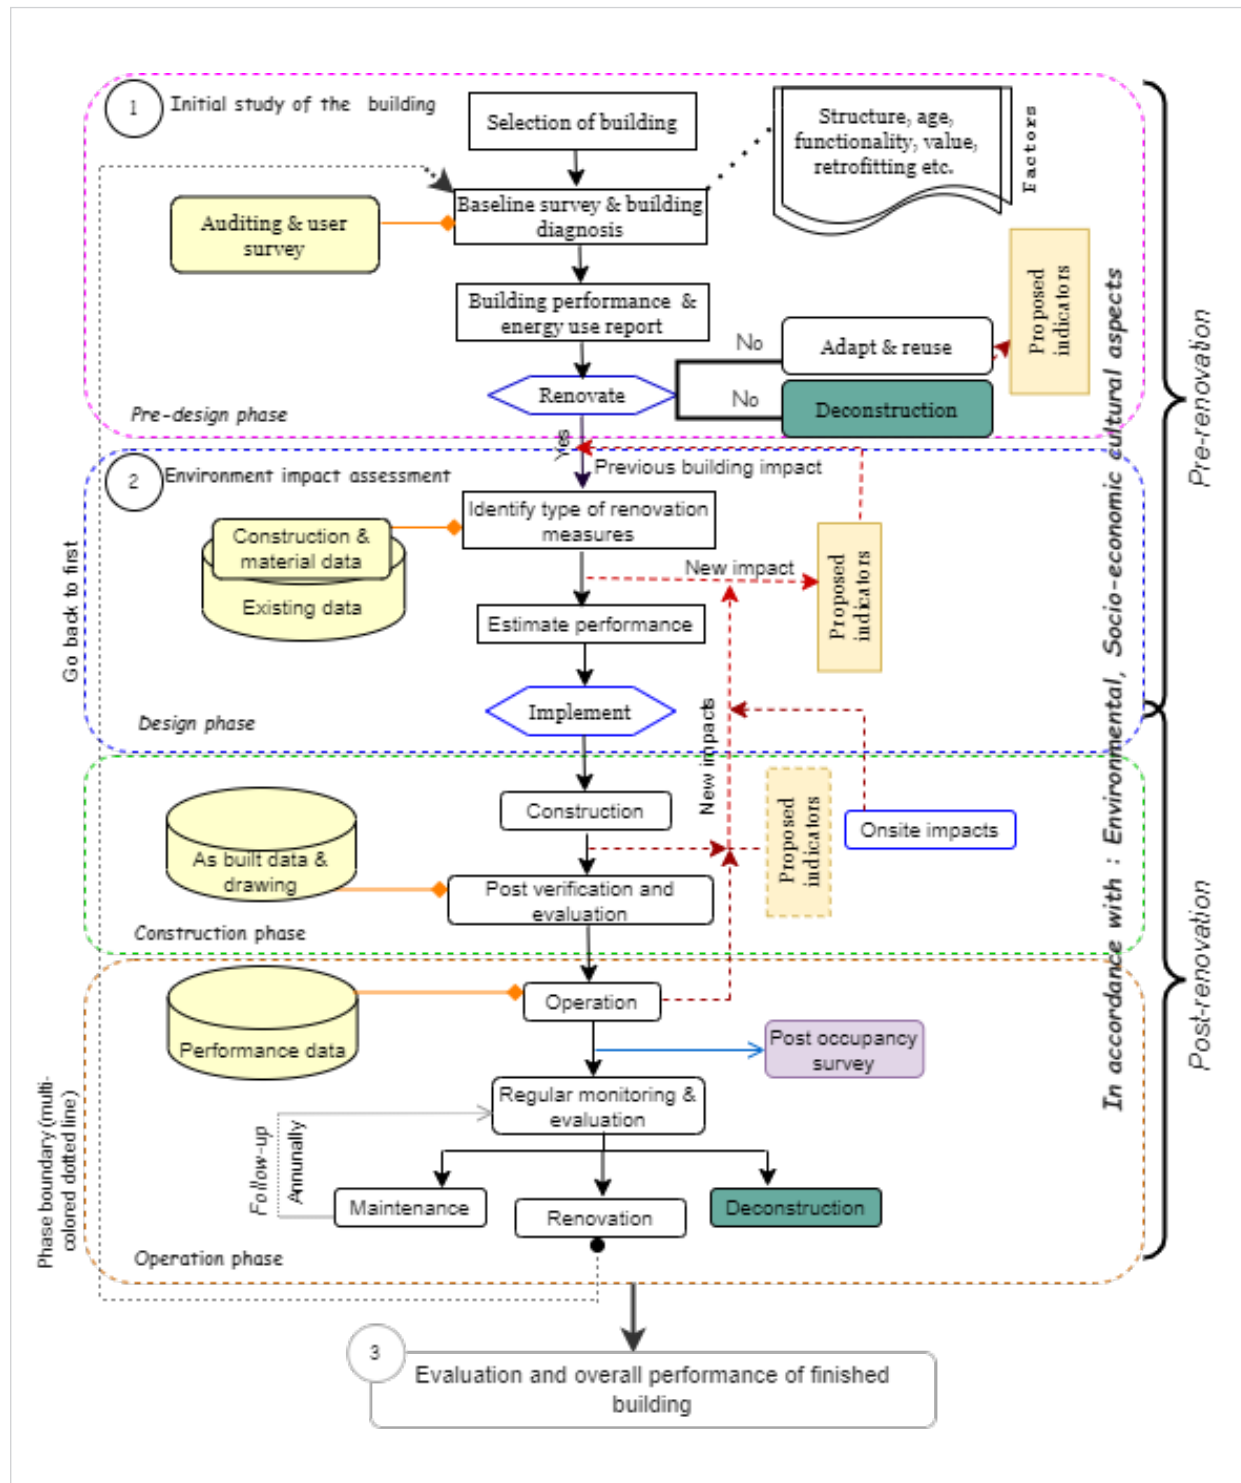 1
Initial study of the building
Selection of building
Structure, age,
functionality, value,
retrofitting etc.
Factors
Baseline survey & building
diagnosis
Auditing & user
survey
Building performance &
energy use report
Proposed
indicators
No
Adapt & reuse
Renovate
No
Deconstruction
Pre-design phase
Yes
Previous building impact
2
Environment impact assessment
Identify type of renovation
measures
Construction &
material data
Existing data
New impact
Proposed
indicators
Estimate performance
Go back to first
Implement
Design phase
New impacts
Construction
Proposed
indicators
Onsite impacts
As built data &
drawing
Post verification and
evaluation
Construction phase
Operation
Performance data
Post occupancy
survey
Regular monitoring &
evaluation
Follow-up
Annunally
Maintenance
Renovation
Deconstruction
Operation phase
Phase boundary (multi-
colored dotted line)
In accordance with : Environmental, Socio-economic cultural aspects
Pre-renovation
Post-renovation
3
Evaluation and overall performance of finished
building